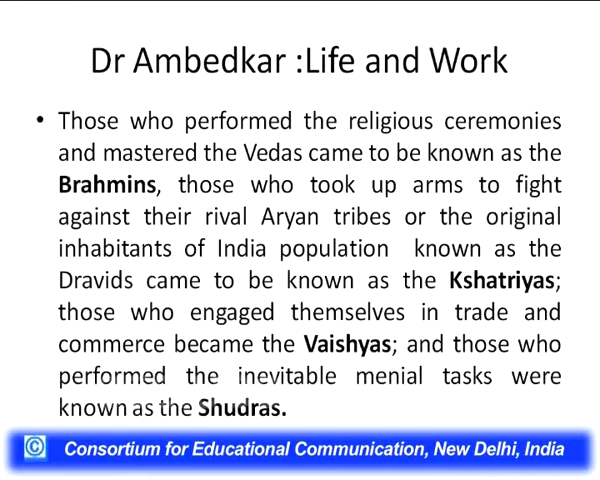 Dr Ambedkar :Life and Work
• Those who performed the religious ceremonies
and mastered the Vedas came to be known as the
Brahmins, those who took up arms to fight
against their rival Aryan tribes or the original
inhabitants of India population known as the
Dravids came to be known as the Kshatriyas;
those who engaged themselves in trade and
commerce became the Vaishyas; and those who
performed the inevitable menial tasks were
known as the Shudras.
© Consortium for Educational Communication, New Delhi, India